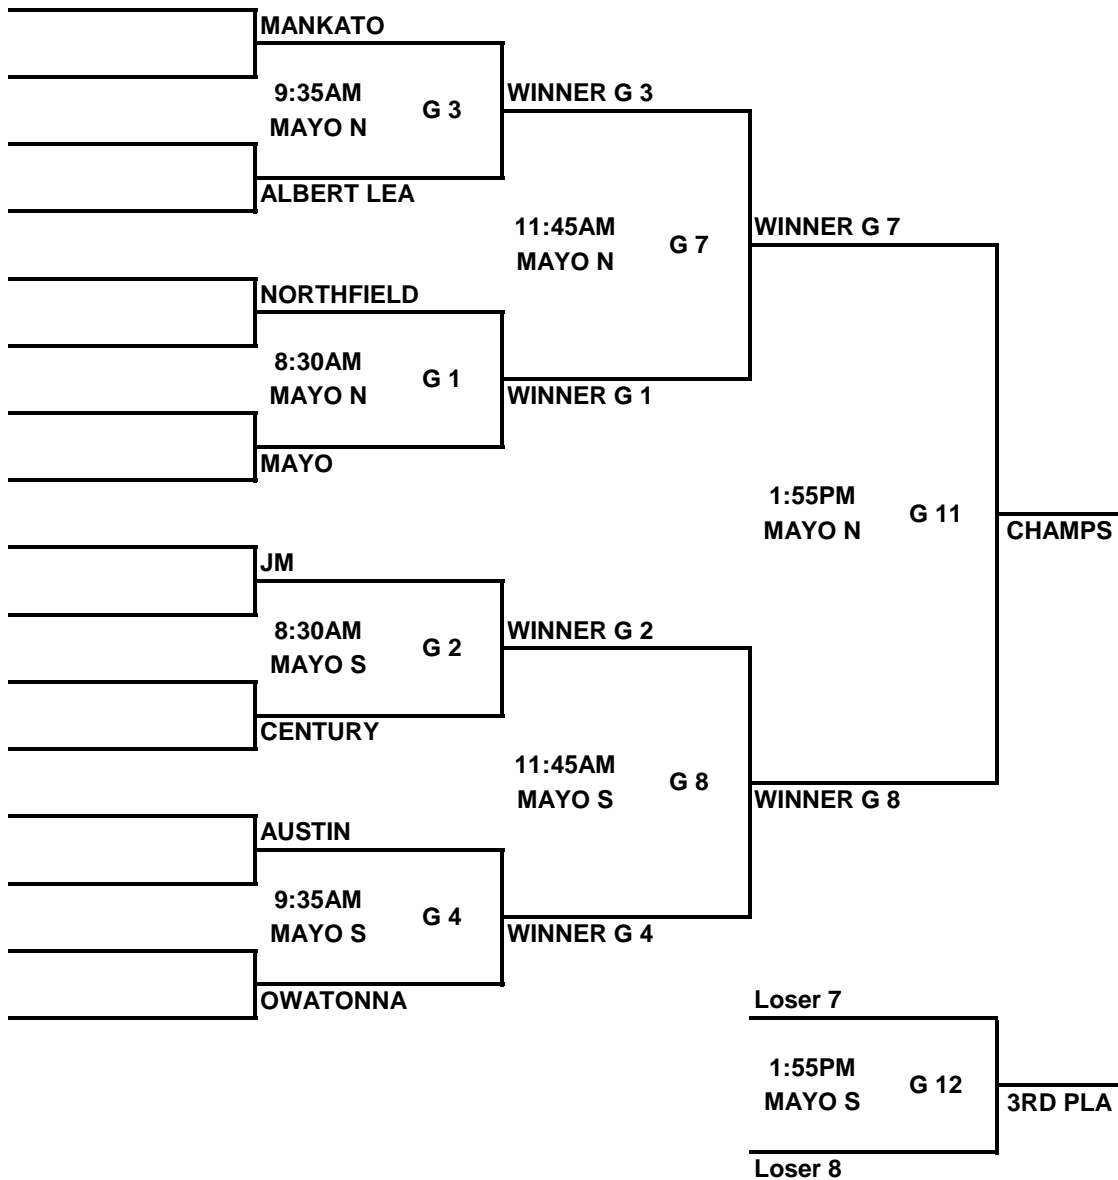 MANKATO
9:35AM
MAYO N
G 3
WINNER G 3
ALBERT LEA
11:45AM
MAYO N
G 7
WINNER G 7
NORTHFIELD
8:30AM
MAYO N
G 1
WINNER G 1
MAYO
1:55PM
MAYO N
G 11
CHAMPS
JM
8:30AM
MAYO S
G 2
WINNER G 2
CENTURY
11:45AM
MAYO S
G 8
WINNER G 8
AUSTIN
9:35AM
MAYO S
G 4
WINNER G 4
OWATONNA
Loser 7
1:55PM
MAYO S
G 12
3RD PLA
Loser 8